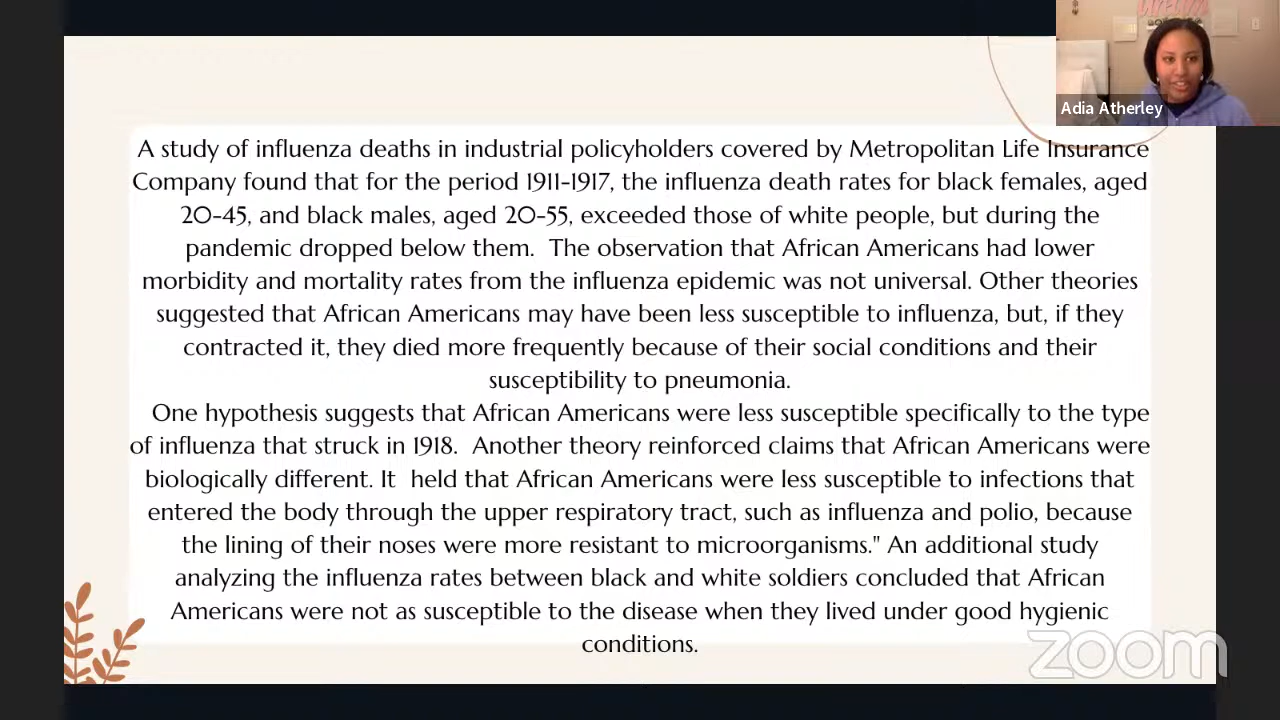 Adia Atherley
A study of influenza deaths in industrial policyholders covered by Metropolitan Life Insurance
Company found that for the period 1911-1917, the influenza death rates for black females, aged
20-45, and black males, aged 20-55, exceeded those of white people, but during the
pandemic dropped below them.  The observation that African Americans had lower
morbidity and mortality rates from the influenza epidemic was not universal. Other theories
suggested that African Americans may have been less susceptible to influenza, but, if they
contracted it, they died more frequently because of their social conditions and their
susceptibility to pneumonia.
One hypothesis suggests that African Americans were less susceptible specifically to the type
of influenza that struck in 1918.  Another theory reinforced claims that African Americans were
biologically different. It  held that African Americans were less susceptible to infections that
entered the body through the upper respiratory tract, such as influenza and polio, because
the lining of their noses were more resistant to microorganisms." An additional study
analyzing the influenza rates between black and white soldiers concluded that African
Americans were not as susceptible to the disease when they lived under good hygienic
conditions.
zoom